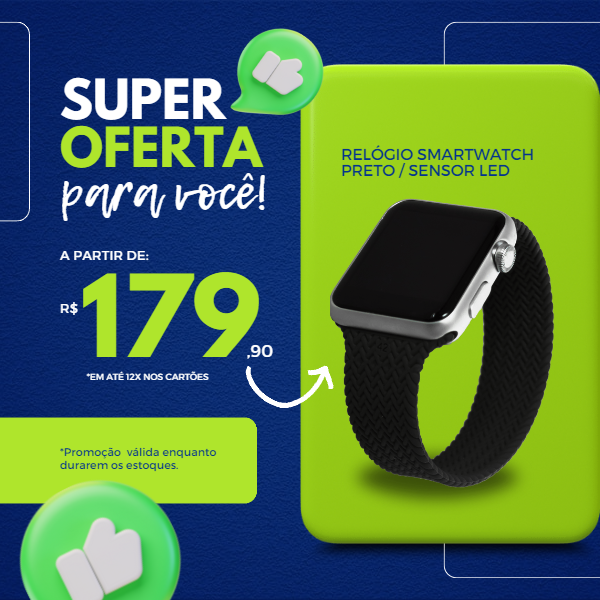 SUPER
OFERTA
para você!
A PARTIR DE:
R$179,90
*EM ATÉ 12X NOS CARTÕES
*Promoção válida enquanto
durarem os estoques.
RELÓGIO SMARTWATCH
PRETO / SENSOR LED